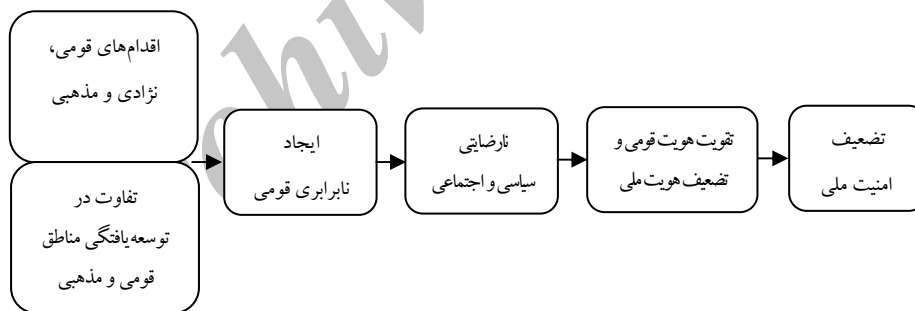 اقدام‌های قومی،
نژادی و مذهبی
تفاوت در
توسعه‌یافتگی مناطق
قومی و مذهبی
ایجاد
نابرابری قومی
نارضایتی
سیاسی و اجتماعی
تقویت هویت قومی و
تضعیف هویت ملی
تضعیف
امنیت ملی